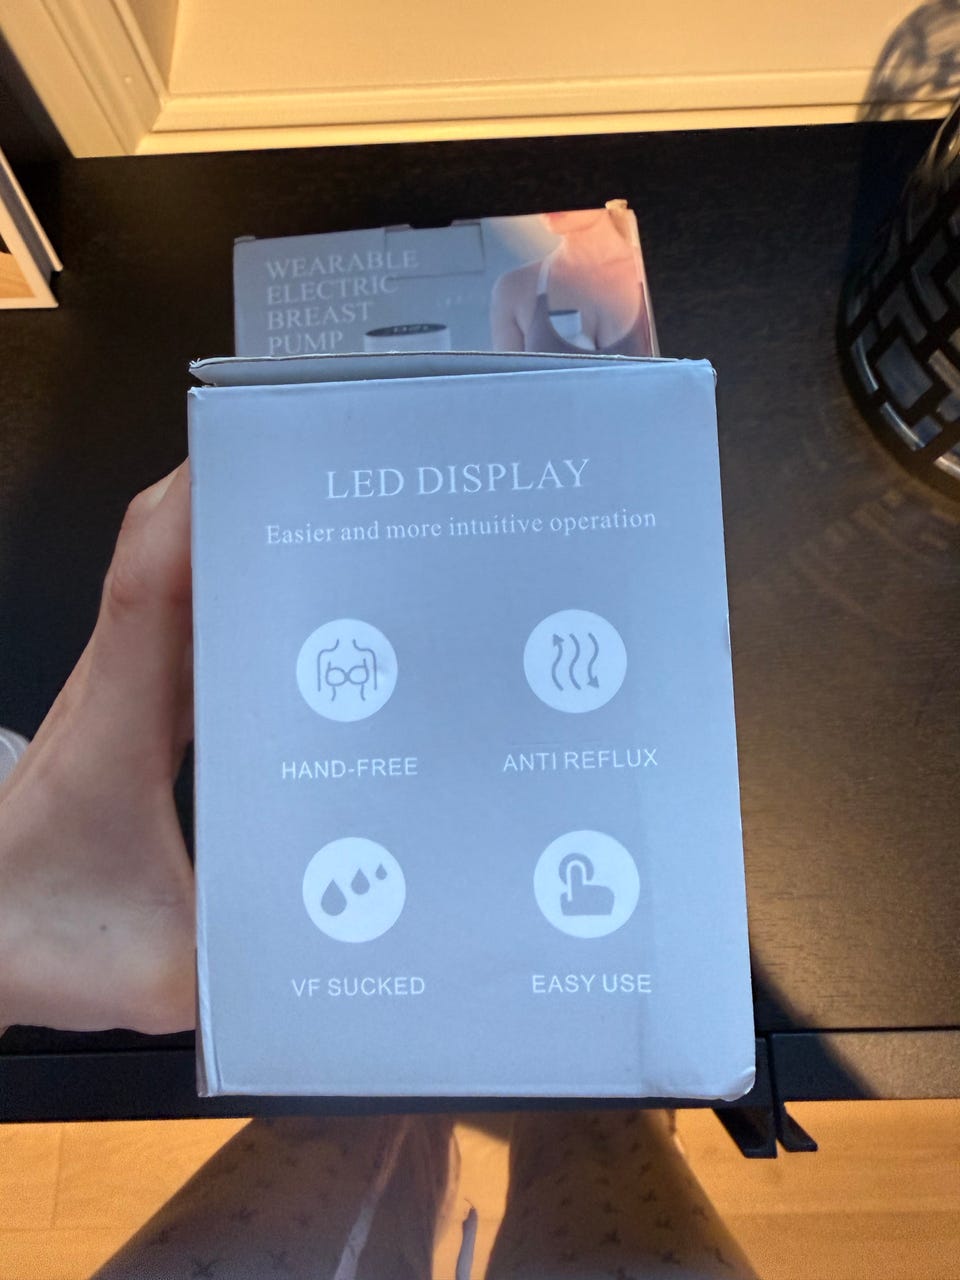 WEARABLE
ELECTRIC
BREAST
PUMP
LED DISPLAY
Easier and more intuitive operation
HAND-FREE
ANTI REFLUX
VF SUCKED
EASY USE